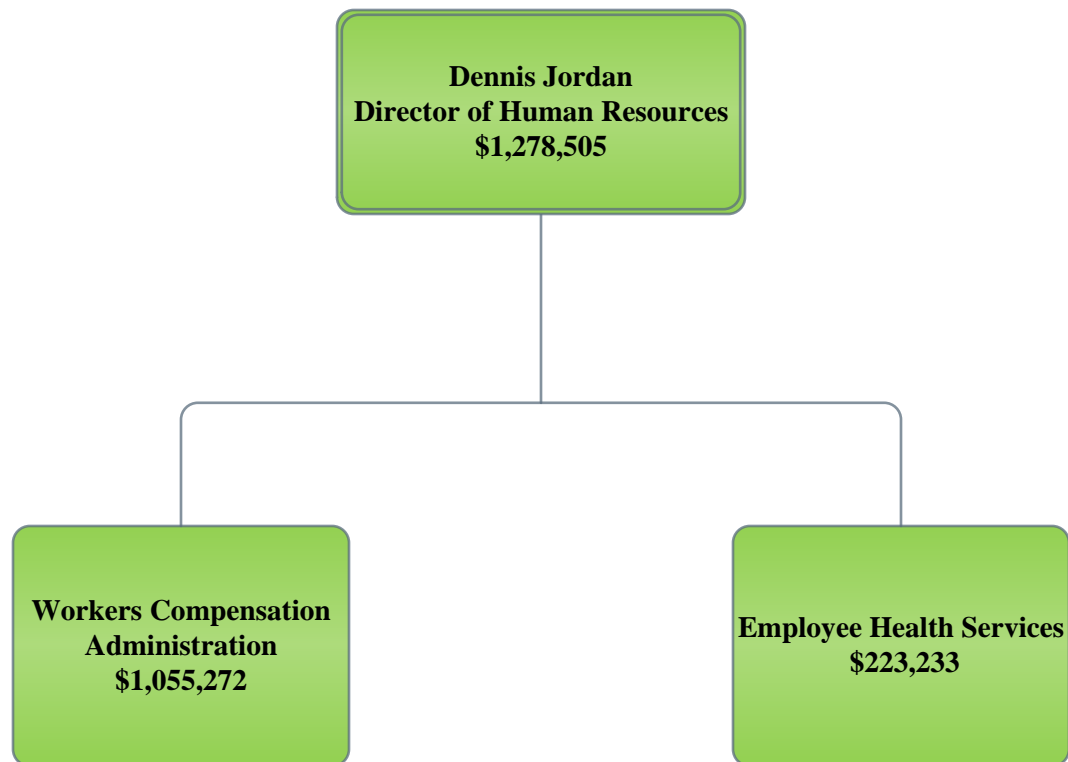 Dennis Jordan
Director of Human Resources
$1,278,505
Workers Compensation
Administration
$1,055,272
Employee Health Services
$223,233